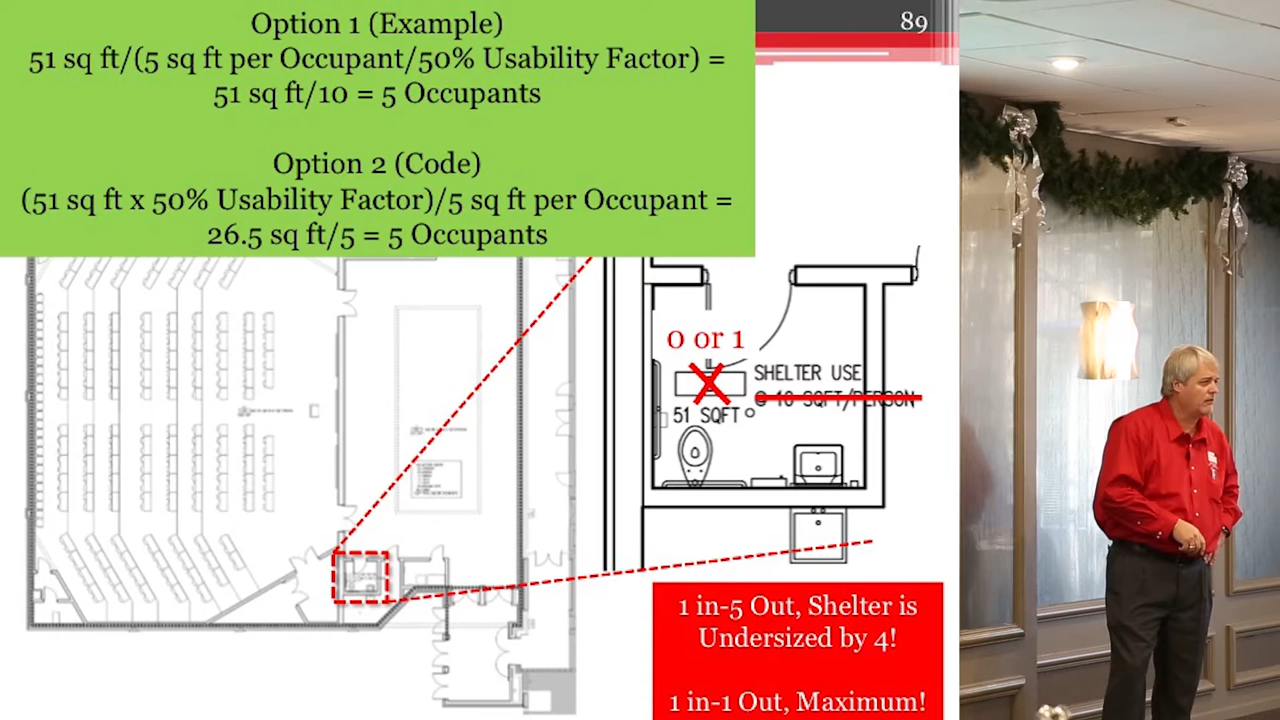 Option 1 (Example)
51 sq ft/(5 sq ft per Occupant/50% Usability Factor) =
51 sq ft/10 = 5 Occupants
Option 2 (Code)
(51 sq ft x 50% Usability Factor)/5 sq ft per Occupant =
26.5 sq ft/5 = 5 Occupants
89
0 or 1
SHELTER USE
@ 10 SQFT/PERSON
51 SQFT
1 in-5 Out, Shelter is
Undersized by 4!
1 in-1 Out, Maximum!